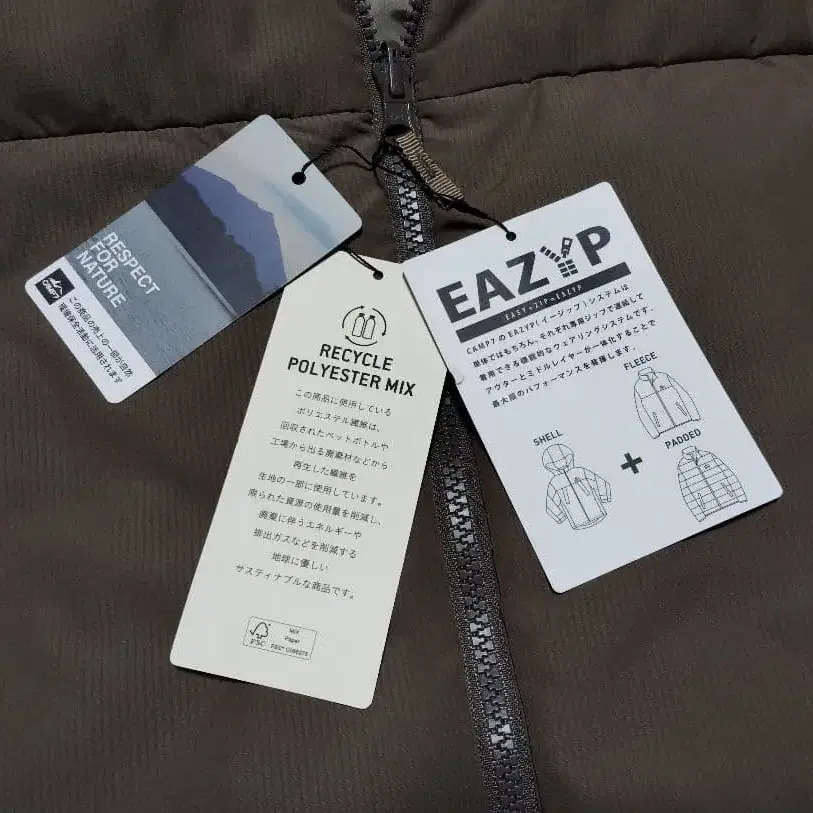 RESPECT
FOR
NATURE
CAMP7
この商品の売上の一部が自然
環境保全活動に活用されます
RECYCLE
POLYESTER MIX
この商品に使用している
ポリエステル繊維は、
回収されたペットボトルや
工場から出る廃棄材などから
再生した繊維を
生地の一部に使用しています。
限られた資源の使用量を削減し、
廃棄に伴うエネルギーや
排出ガスなどを削減する
地球に優しい
サスティナブルな商品です。
FSC
MIX
Paper
EAZYP
EASY+ZIP=EAZYP
CAMP7 の EAZYP(イージップ)システムは
単体ではもちろん、それぞれ専用ジップで連結して
着用できる機能的なウェアリングシステムです。
アウターとミドルレイヤーが一体化することで
最大限のパフォーマンスを発揮します。
FLEECE
SHELL
+
PADDED